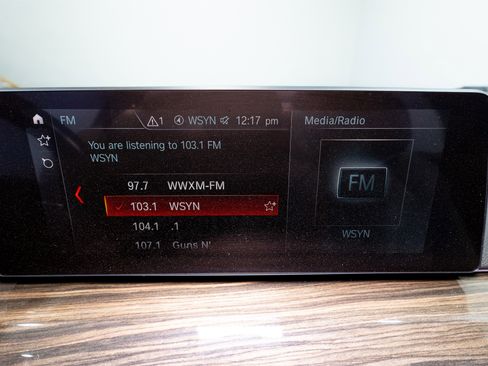 FM
1 WSYN 12:17 pm
Media/Radio
You are listening to 103.1 FM
WSYN
97.7 WWXM-FM
103.1 WSYN
104.1 .1
107.1 Guns N'
FM
WSYN